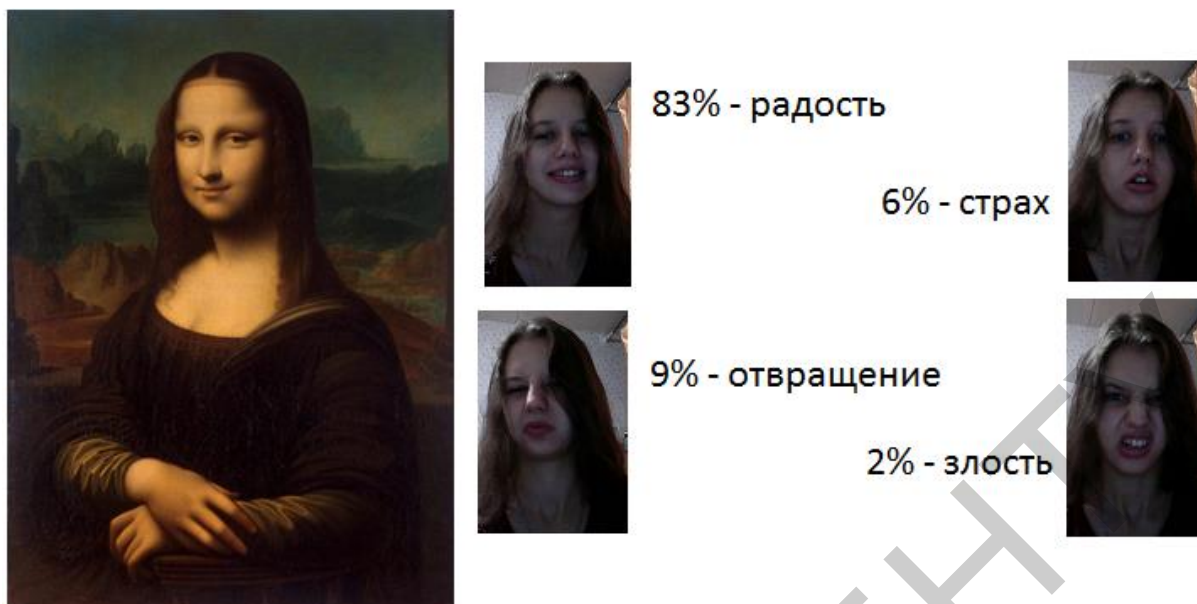 83% - радость
6% - страх
9% - отвращение
2% - злость